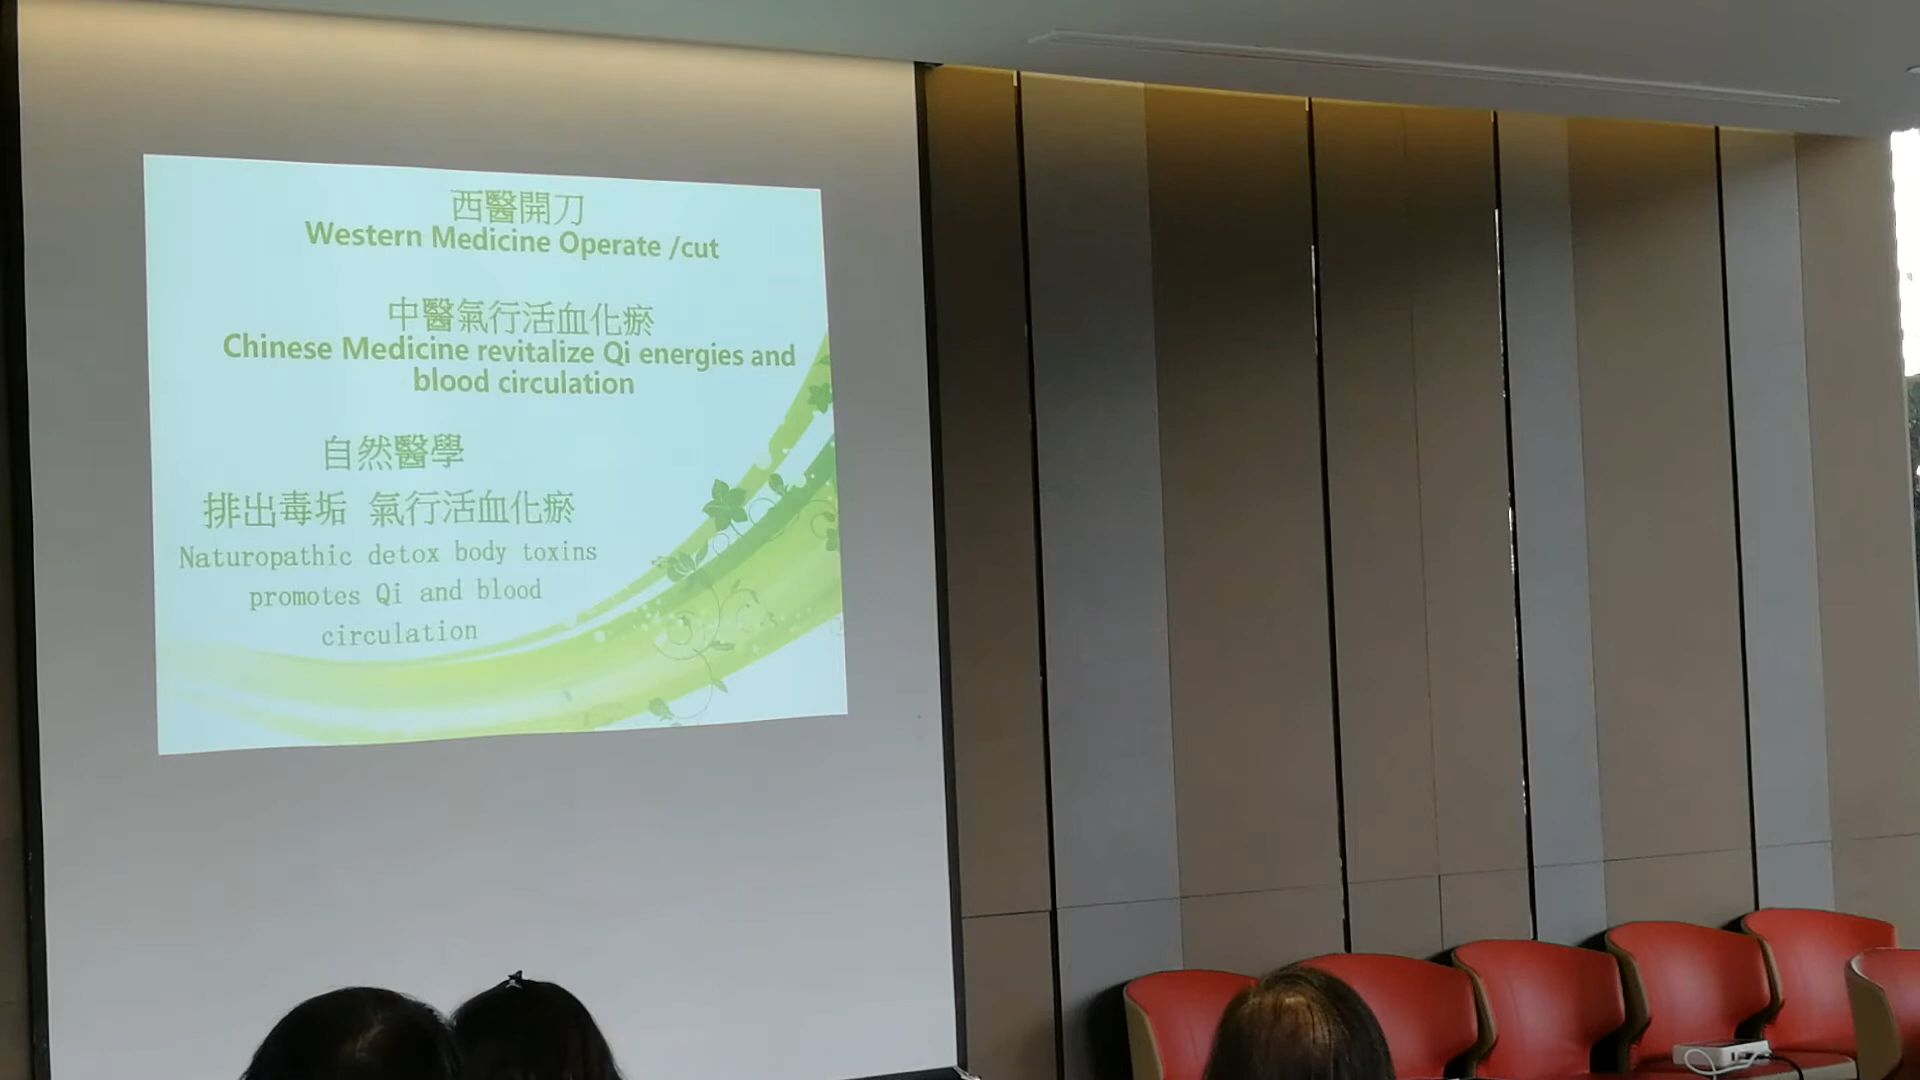 西醫開刀
Western Medicine Operate /cut
中醫氣行活血化瘀
Chinese Medicine revitalize Qi energies and
blood circulation
自然醫學
排出毒垢 氣行活血化瘀
Naturopathic detox body toxins
promotes Qi and blood
circulation